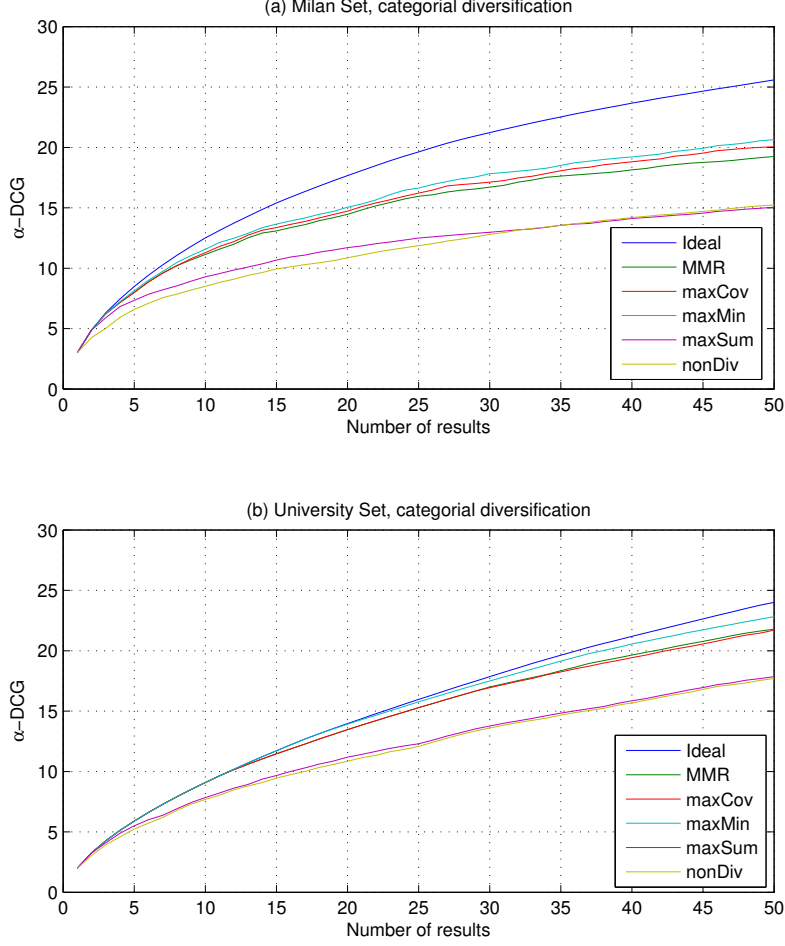 (a) Milan Set, categorial diversification
30
25
20
15
10
5
0
α−DCG
0 5 10 15 20 25 30 35 40 45 50
Number of results
Ideal
MMR
maxCov
maxMin
maxSum
nonDiv
(b) University Set, categorial diversification
30
25
20
15
10
5
0
α−DCG
0 5 10 15 20 25 30 35 40 45 50
Number of results
Ideal
MMR
maxCov
maxMin
maxSum
nonDiv